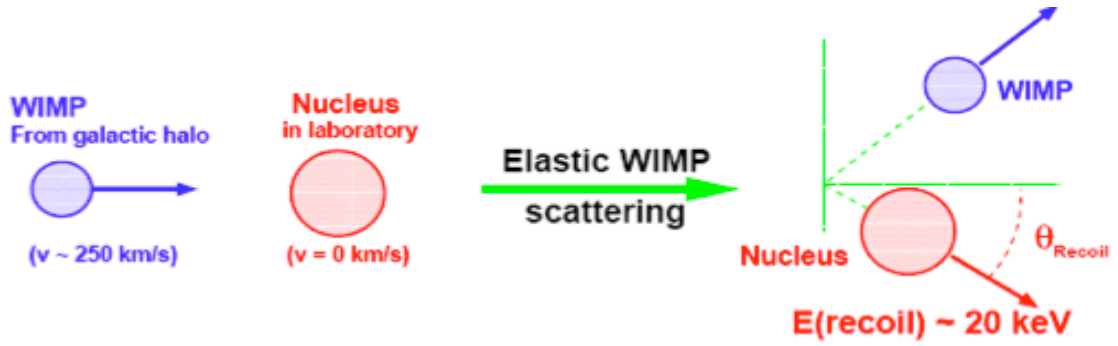 WIMP
From galactic halo
(v ~ 250 km/s)
Nucleus
in laboratory
(v = 0 km/s)
Elastic WIMP
scattering
WIMP
Nucleus
θRecoil
E(recoil) ~ 20 keV